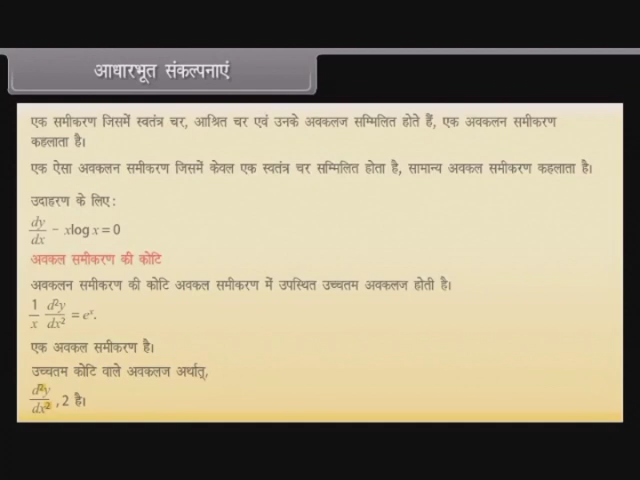 आधारभूत संकल्पनाएं
एक समीकरण जिसमें स्वतंत्र चर, आश्रित चर एवं उनके अवकलज सम्मिलित होते हैं, एक अवकलन समीकरण
कहलाता है।
एक ऐसा अवकलन समीकरण जिसमें केवल एक स्वतंत्र चर सम्मिलित होता है, सामान्य अवकल समीकरण कहलाता है।
उदाहरण के लिए:
dy/dx − x log x = 0
अवकल समीकरण की कोटि
अवकलन समीकरण की कोटि अवकल समीकरण में उपस्थित उच्चतम अवकलज होती है।
1/x d²y/dx² = eˣ.
एक अवकल समीकरण है।
उच्चतम कोटि वाले अवकलज अर्थात्,
d²y/dx² , 2 है।